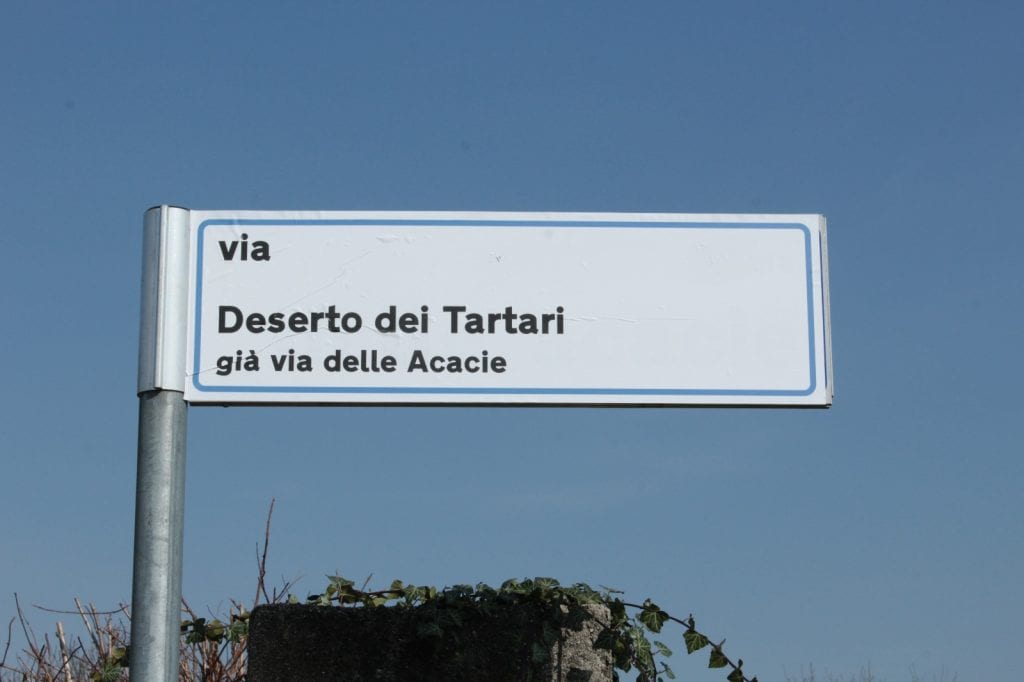 via
Deserto dei Tartari
già via delle Acacie